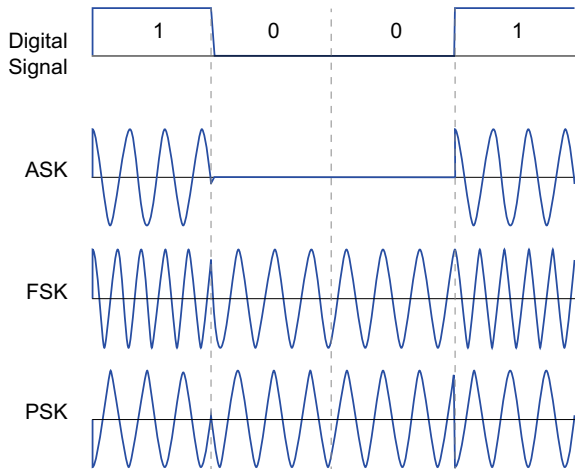 Digital
Signal
1 0 0 1
ASK
FSK
PSK